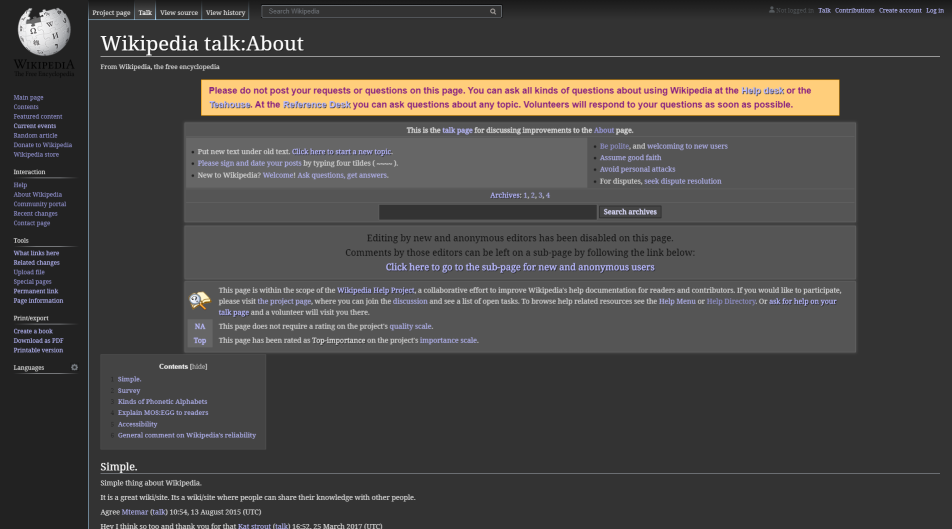 Project page
Talk
View source
View history
Search Wikipedia
Not logged in
Talk
Contributions
Create account
Log in
WIKIPEDIA
The Free Encyclopedia
Main page
Contents
Featured content
Current events
Random article
Donate to Wikipedia
Wikipedia store
Interaction
Help
About Wikipedia
Community portal
Recent changes
Contact page
Tools
What links here
Related changes
Upload file
Special pages
Permanent link
Page information
Print/export
Create a book
Download as PDF
Printable version
Languages
Wikipedia talk:About
From Wikipedia, the free encyclopedia
Please do not post your requests or questions on this page. You can ask all kinds of questions about using Wikipedia at the Help desk or the
Teahouse. At the Reference Desk you can ask questions about any topic. Volunteers will respond to your questions as soon as possible.
This is the talk page for discussing improvements to the About page.
Put new text under old text. Click here to start a new topic.
Please sign and date your posts by typing four tildes ( ~~~~ ).
New to Wikipedia? Welcome! Ask questions, get answers.
Be polite, and welcoming to new users
Assume good faith
Avoid personal attacks
For disputes, seek dispute resolution
Archives: 1, 2, 3, 4
Search archives
Editing by new and anonymous editors has been disabled on this page.
Comments by those editors can be left on a sub-page by following the link below:
Click here to go to the sub-page for new and anonymous users
This page is within the scope of the Wikipedia Help Project, a collaborative effort to improve Wikipedia's help documentation for readers and contributors. If you would like to participate,
please visit the project page, where you can join the discussion and see a list of open tasks. To browse help related resources see the Help Menu or Help Directory. Or ask for help on your
talk page and a volunteer will visit you there.
NA This page does not require a rating on the project's quality scale.
Top This page has been rated as Top-importance on the project's importance scale.
Contents [hide]
Simple.
Survey
Kinds of Phonetic Alphabets
Explain MOS:EGG to readers
Accessibility
General comment on Wikipedia's reliability
Simple.
Simple thing about Wikipedia.
It is a great wiki/site. Its a wiki/site where people can share their knowledge with other people.
Agree Mtemar (talk) 10:54, 13 August 2015 (UTC)
Hey I think so too and thank you for that Kat strout (talk) 16:52, 25 March 2017 (UTC)